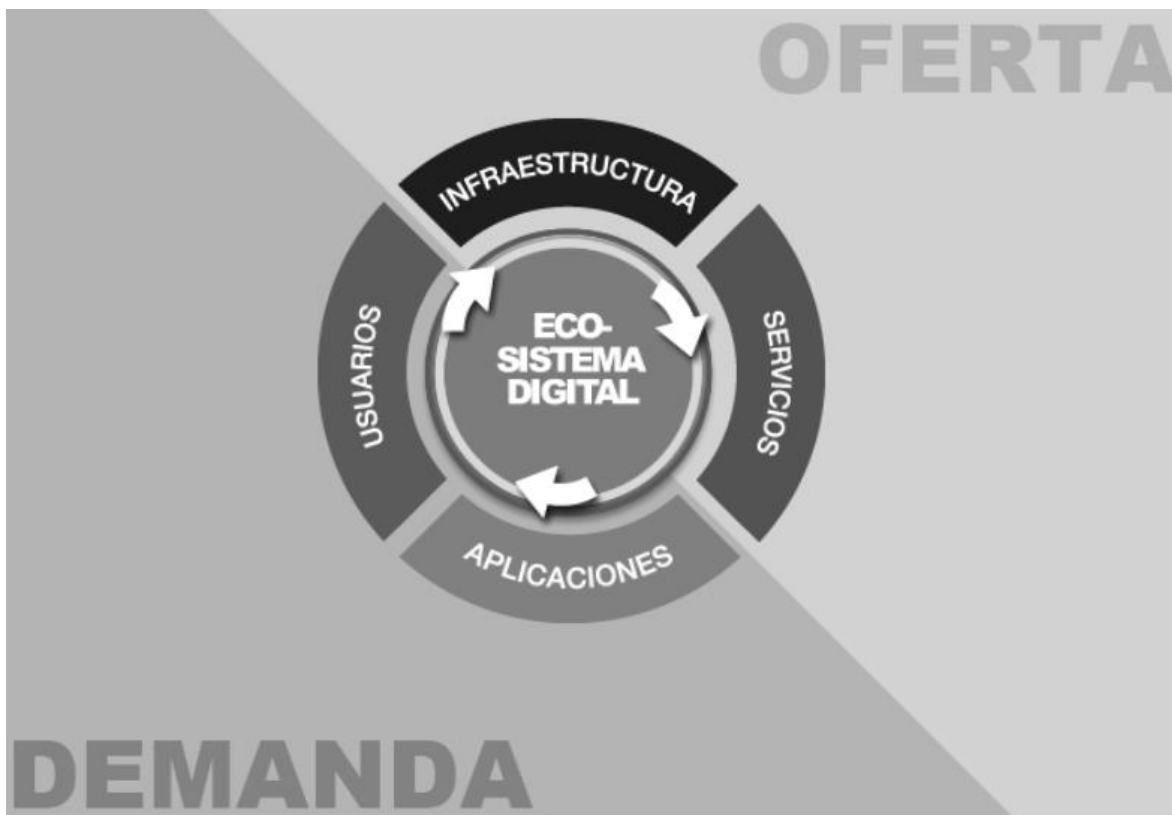 OFERTA
INFRAESTRUCTURA
USUARIOS
ECO-
SISTEMA
DIGITAL
SERVICIOS
APLICACIONES
DEMANDA